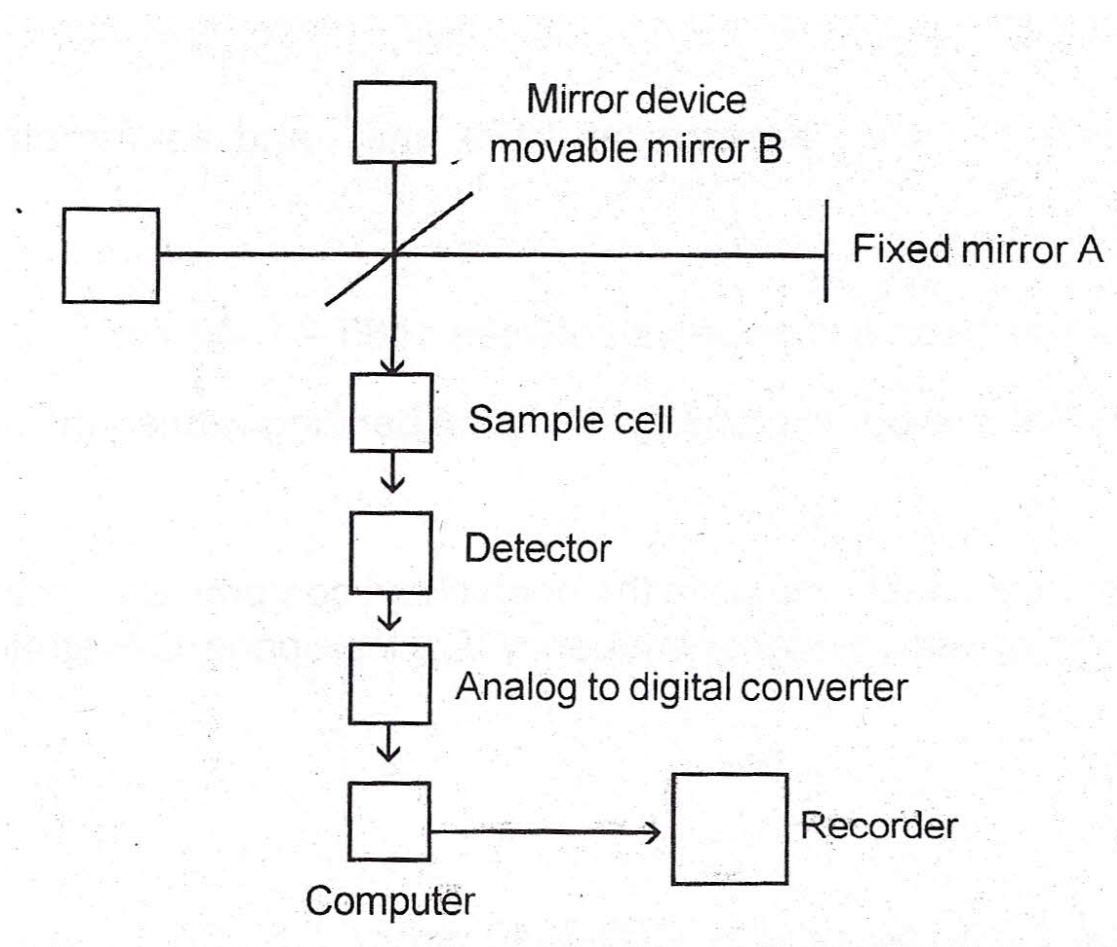 Mirror device
movable mirror B
Fixed mirror A
Sample cell
Detector
Analog to digital converter
Recorder
Computer